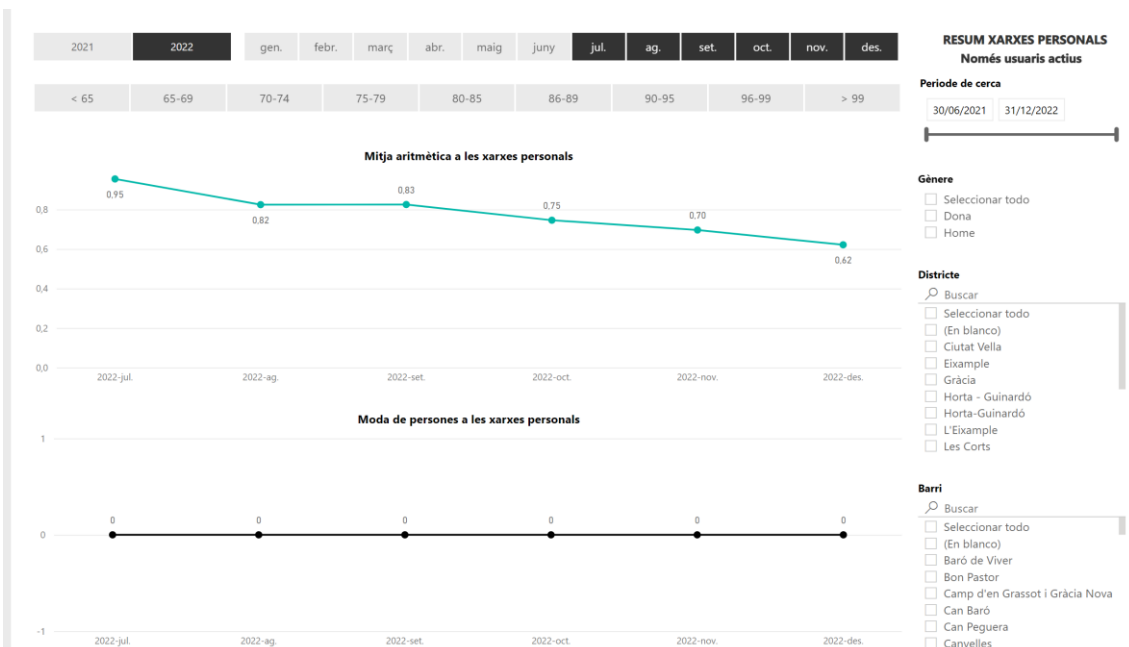 2021 2022 gen. febr. març abr. maig juny jul. ag. set. oct. nov. des.
< 65 65-69 70-74 75-79 80-85 86-89 90-95 96-99 > 99
Mitja aritmètica a les xarxes personals
0,95 0,82 0,83 0,75 0,70 0,62
0,8
0,6
0,4
0,2
0,0
2022-jul. 2022-ag. 2022-set. 2022-oct. 2022-nov. 2022-des.
Moda de persones a les xarxes personals
1
0 0 0 0 0 0
0
-1
2022-jul. 2022-ag. 2022-set. 2022-oct. 2022-nov. 2022-des.
RESUM XARXES PERSONALS
Només usuaris actius
Periode de cerca
30/06/2021 31/12/2022
Gènere
Seleccionar todo
Dona
Home
Districte
Buscar
Seleccionar todo
(En blanco)
Ciutat Vella
Eixample
Gràcia
Horta - Guinardó
Horta-Guinardó
L'Eixample
Les Corts
Barri
Buscar
Seleccionar todo
(En blanco)
Baró de Viver
Bon Pastor
Camp d'en Grassot i Gràcia Nova
Can Baró
Can Peguera
Canyelles